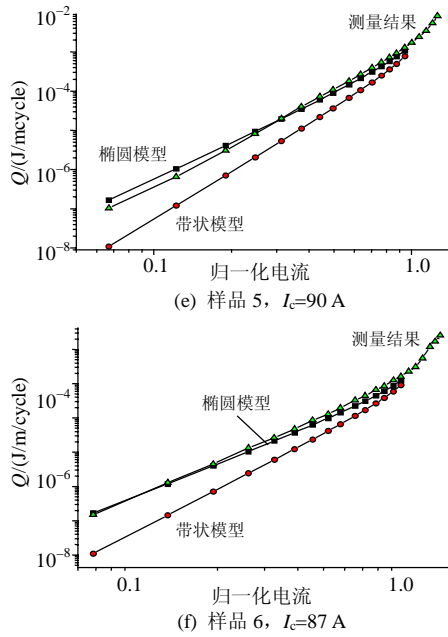 10⁻²
测量结果
10⁻⁴
Q/(J/mcycle)
椭圆模型
10⁻⁶
带状模型
10⁻⁸
0.1
1.0
归一化电流
(e) 样品 5，I_c=90 A
测量结果
10⁻⁴
椭圆模型
Q/(J/m/cycle)
10⁻⁶
带状模型
10⁻⁸
0.1
归一化电流
1.0
(f) 样品 6，I_c=87 A